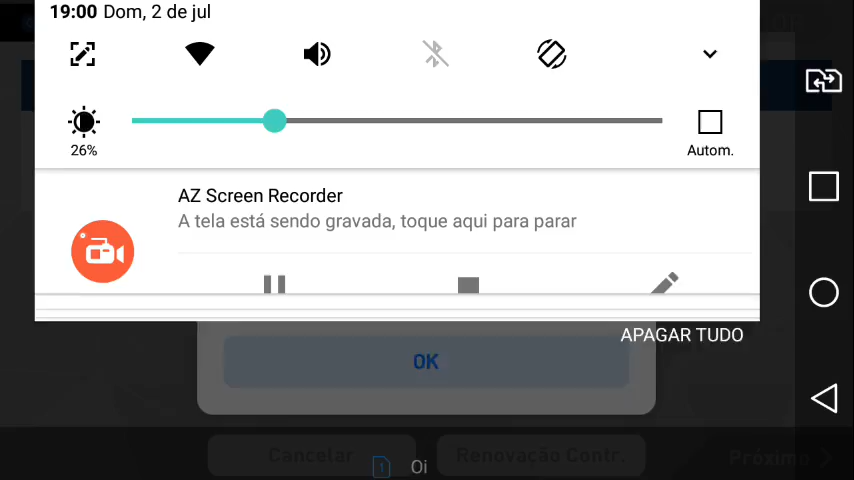 19:00 Dom, 2 de jul
26%
Autom.
AZ Screen Recorder
A tela está sendo gravada, toque aqui para parar
APAGAR TUDO
OK
Cancelar
Renovação Contr.
Próximo
1
Oi